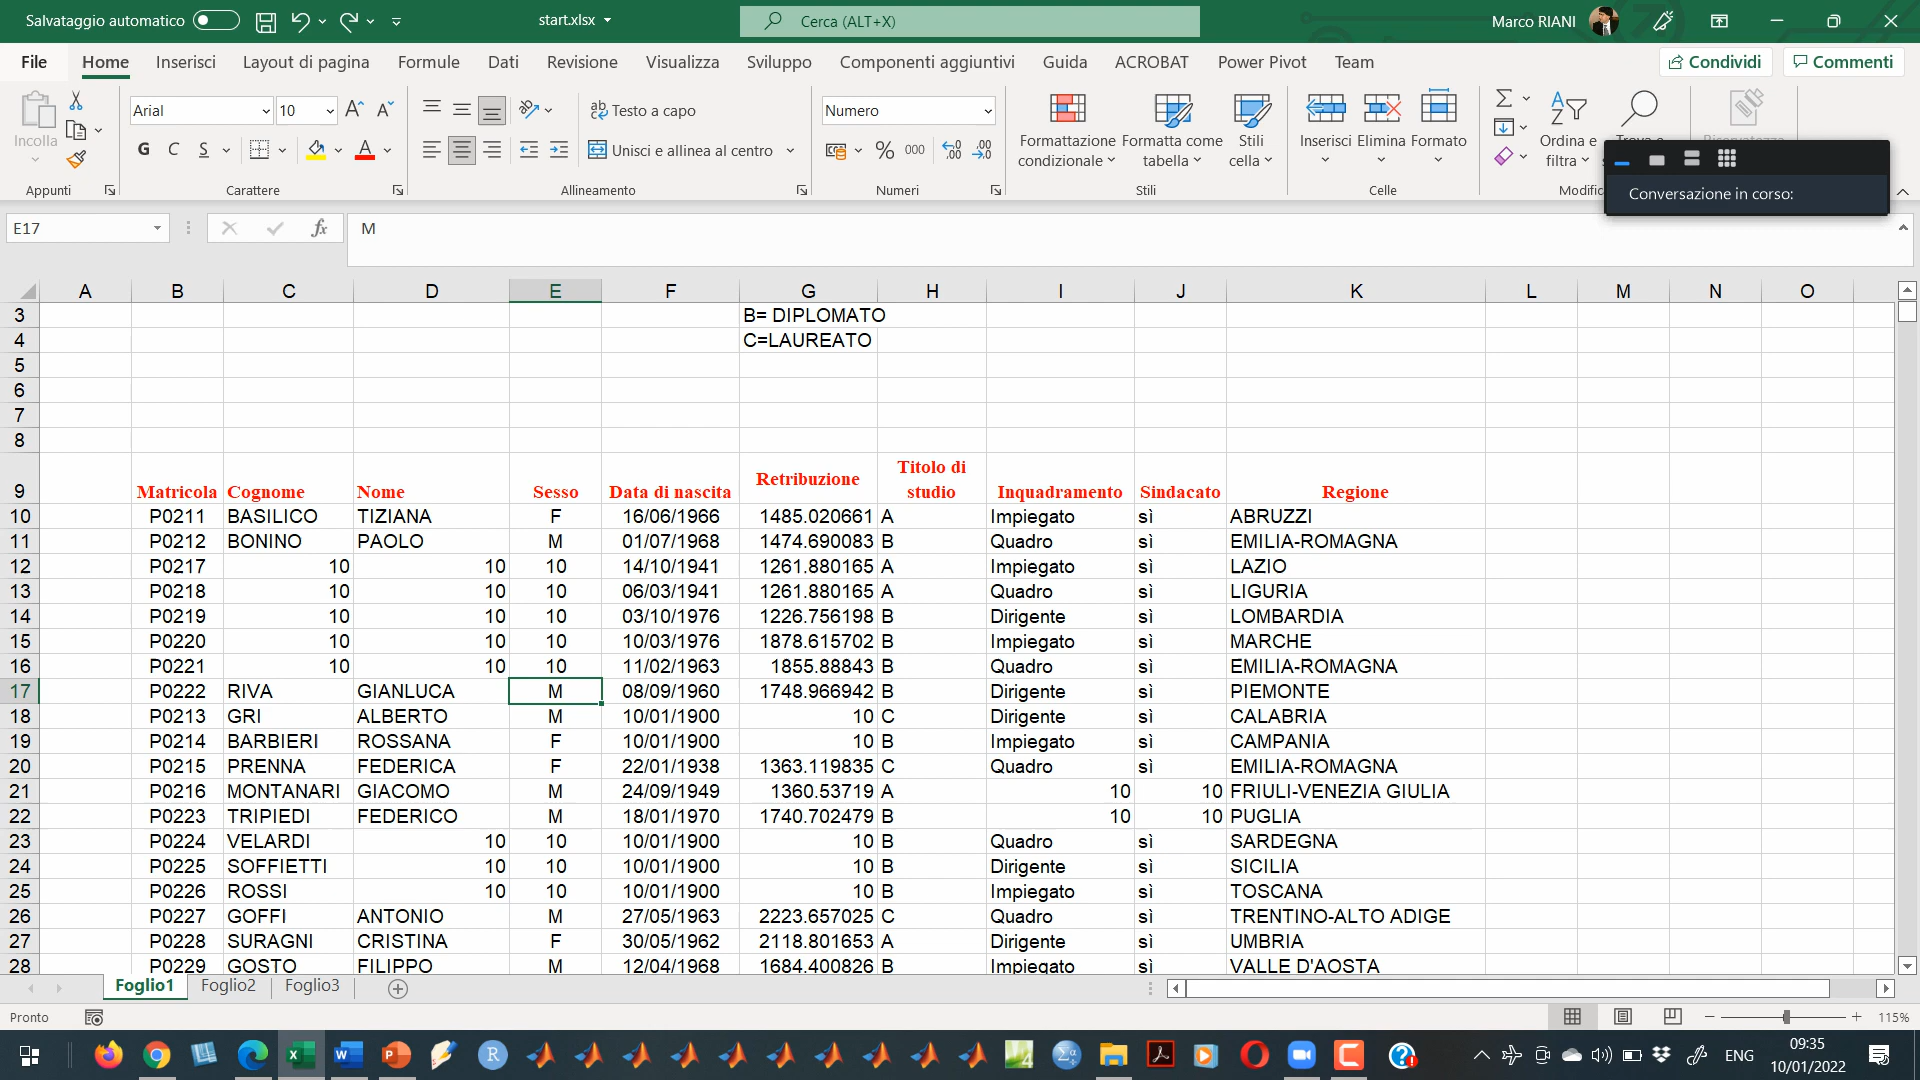 Salvataggio automatico
start.xlsx
Cerca (ALT+X)
Marco RIANI
File Home Inserisci Layout di pagina Formule Dati Revisione Visualizza Sviluppo Componenti aggiuntivi Guida ACROBAT Power Pivot Team Condividi Commenti
Incolla
Arial 10
Testo a capo
Numero
G C S
Unisci e allinea al centro
% 000
Formattazione condizionale
Formatta come tabella
Stili cella
Inserisci Elimina Formato
Ordina e filtra
Conversazione in corso:
Appunti Carattere Allineamento Numeri Stili Celle
E17 fx M
A B C D E F G H I J K L M N O
3 B= DIPLOMATO
4 C=LAUREATO
5
6
7
8
9 Matricola Cognome Nome Sesso Data di nascita Retribuzione Titolo di studio Inquadramento Sindacato Regione
10 P0211 BASILICO TIZIANA F 16/06/1966 1485.020661 A Impiegato sì ABRUZZI
11 P0212 BONINO PAOLO M 01/07/1968 1474.690083 B Quadro sì EMILIA-ROMAGNA
12 P0217 10 10 10 14/10/1941 1261.880165 A Impiegato sì LAZIO
13 P0218 10 10 10 06/03/1941 1261.880165 A Quadro sì LIGURIA
14 P0219 10 10 10 03/10/1976 1226.756198 B Dirigente sì LOMBARDIA
15 P0220 10 10 10 10/03/1976 1878.615702 B Impiegato sì MARCHE
16 P0221 10 10 10 11/02/1963 1855.88843 B Quadro sì EMILIA-ROMAGNA
17 P0222 RIVA GIANLUCA M 08/09/1960 1748.966942 B Dirigente sì PIEMONTE
18 P0213 GRI ALBERTO M 10/01/1900 10 C Dirigente sì CALABRIA
19 P0214 BARBIERI ROSSANA F 10/01/1900 10 B Impiegato sì CAMPANIA
20 P0215 PRENNA FEDERICA F 22/01/1938 1363.119835 C Quadro sì EMILIA-ROMAGNA
21 P0216 MONTANARI GIACOMO M 24/09/1949 1360.53719 A 10 10 FRIULI-VENEZIA GIULIA
22 P0223 TRIPIEDI FEDERICO M 18/01/1970 1740.702479 B 10 10 PUGLIA
23 P0224 VELARDI 10 10 10/01/1900 10 B Quadro sì SARDEGNA
24 P0225 SOFFIETTI 10 10 10/01/1900 10 B Dirigente sì SICILIA
25 P0226 ROSSI 10 10 10/01/1900 10 B Impiegato sì TOSCANA
26 P0227 GOFFI ANTONIO M 27/05/1963 2223.657025 C Quadro sì TRENTINO-ALTO ADIGE
27 P0228 SURAGNI CRISTINA F 30/05/1962 2118.801653 A Dirigente sì UMBRIA
28 P0229 GOSTO FILIPPO M 12/04/1968 1684.400826 B Impiegato sì VALLE D'AOSTA
Foglio1 Foglio2 Foglio3
Pronto
115%
ENG
09:35
10/01/2022